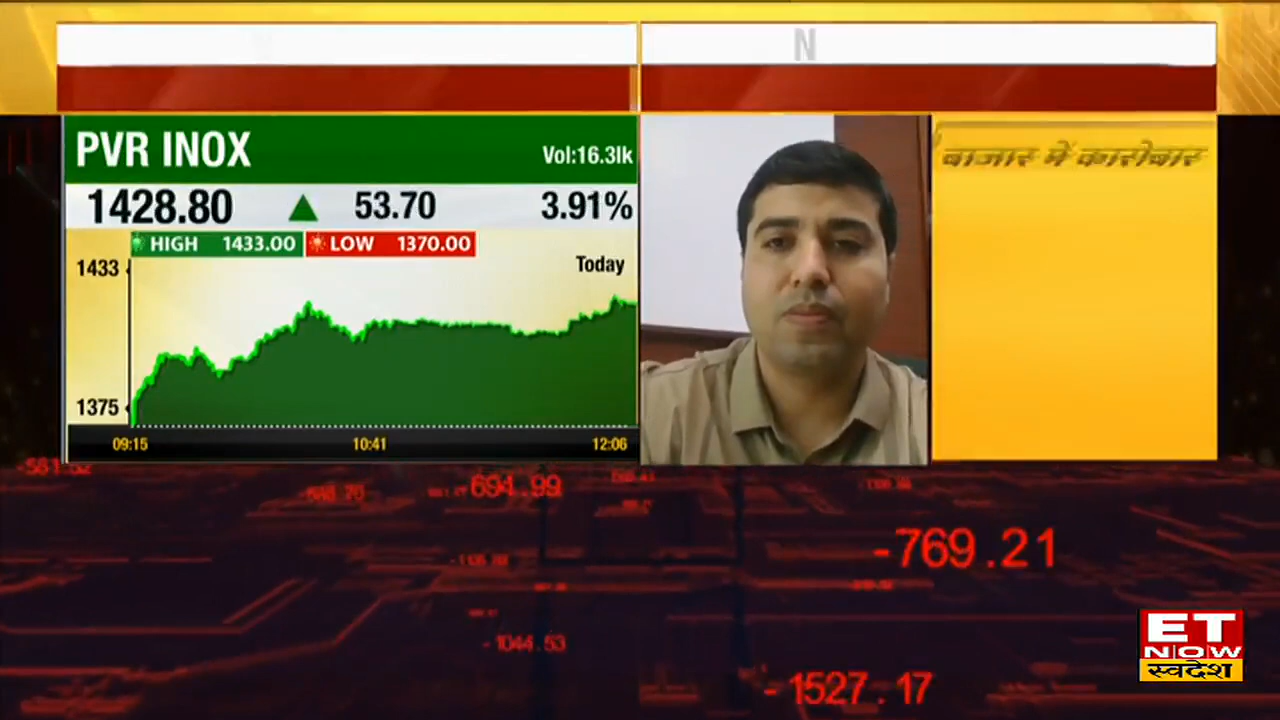 N
PVR INOX
Vol:16.3lk
1428.80 ▲ 53.70 3.91%
HIGH 1433.00 LOW 1370.00
1433
Today
1375
09:15 10:41 12:06
बाजार में कारोबार
-694.99
-769.21
-1044.53
-1527.17
ET
NOW
स्वदेश